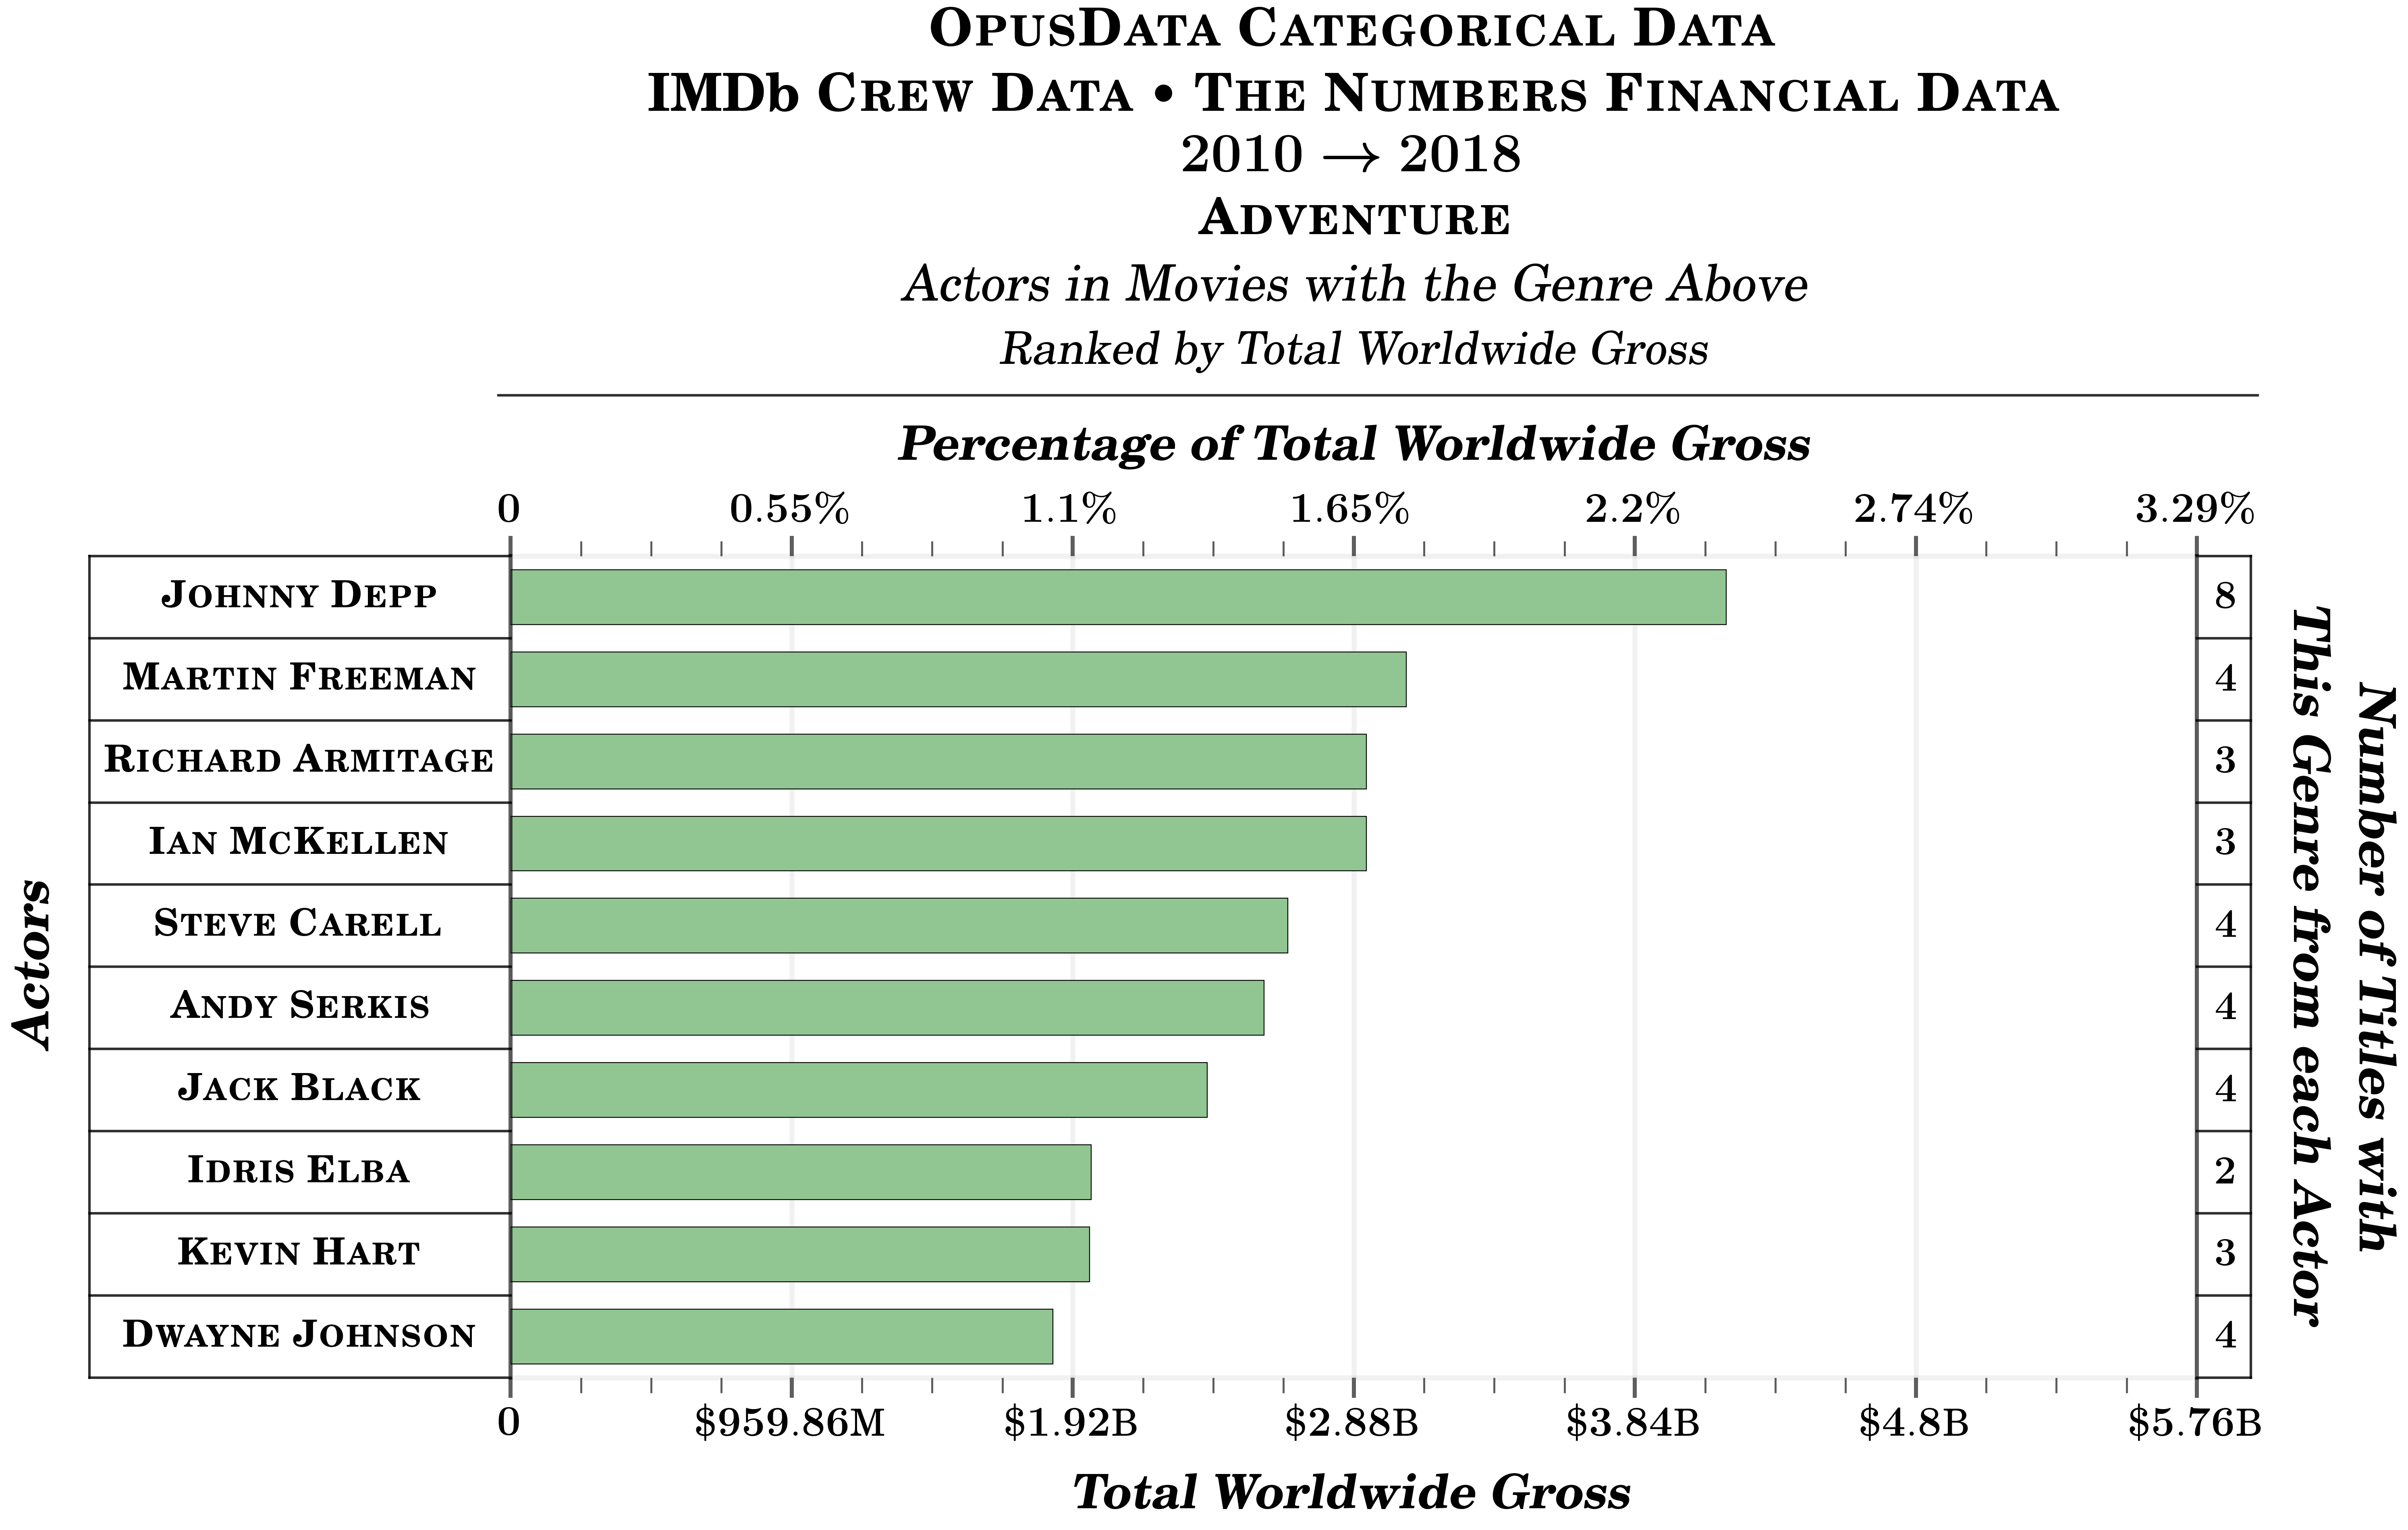 OpusData Categorical Data
IMDb Crew Data • The Numbers Financial Data
2010 → 2018
Adventure
Actors in Movies with the Genre Above
Ranked by Total Worldwide Gross
Percentage of Total Worldwide Gross
0 0.55% 1.1% 1.65% 2.2% 2.74% 3.29%
Johnny Depp 8
Martin Freeman 4
Richard Armitage 3
Ian McKellen 3
Steve Carell 4
Andy Serkis 4
Jack Black 4
Idris Elba 2
Kevin Hart 3
Dwayne Johnson 4
0 $959.86M $1.92B $2.88B $3.84B $4.8B $5.76B
Total Worldwide Gross
Actors
Number of Titles with
This Genre from each Actor